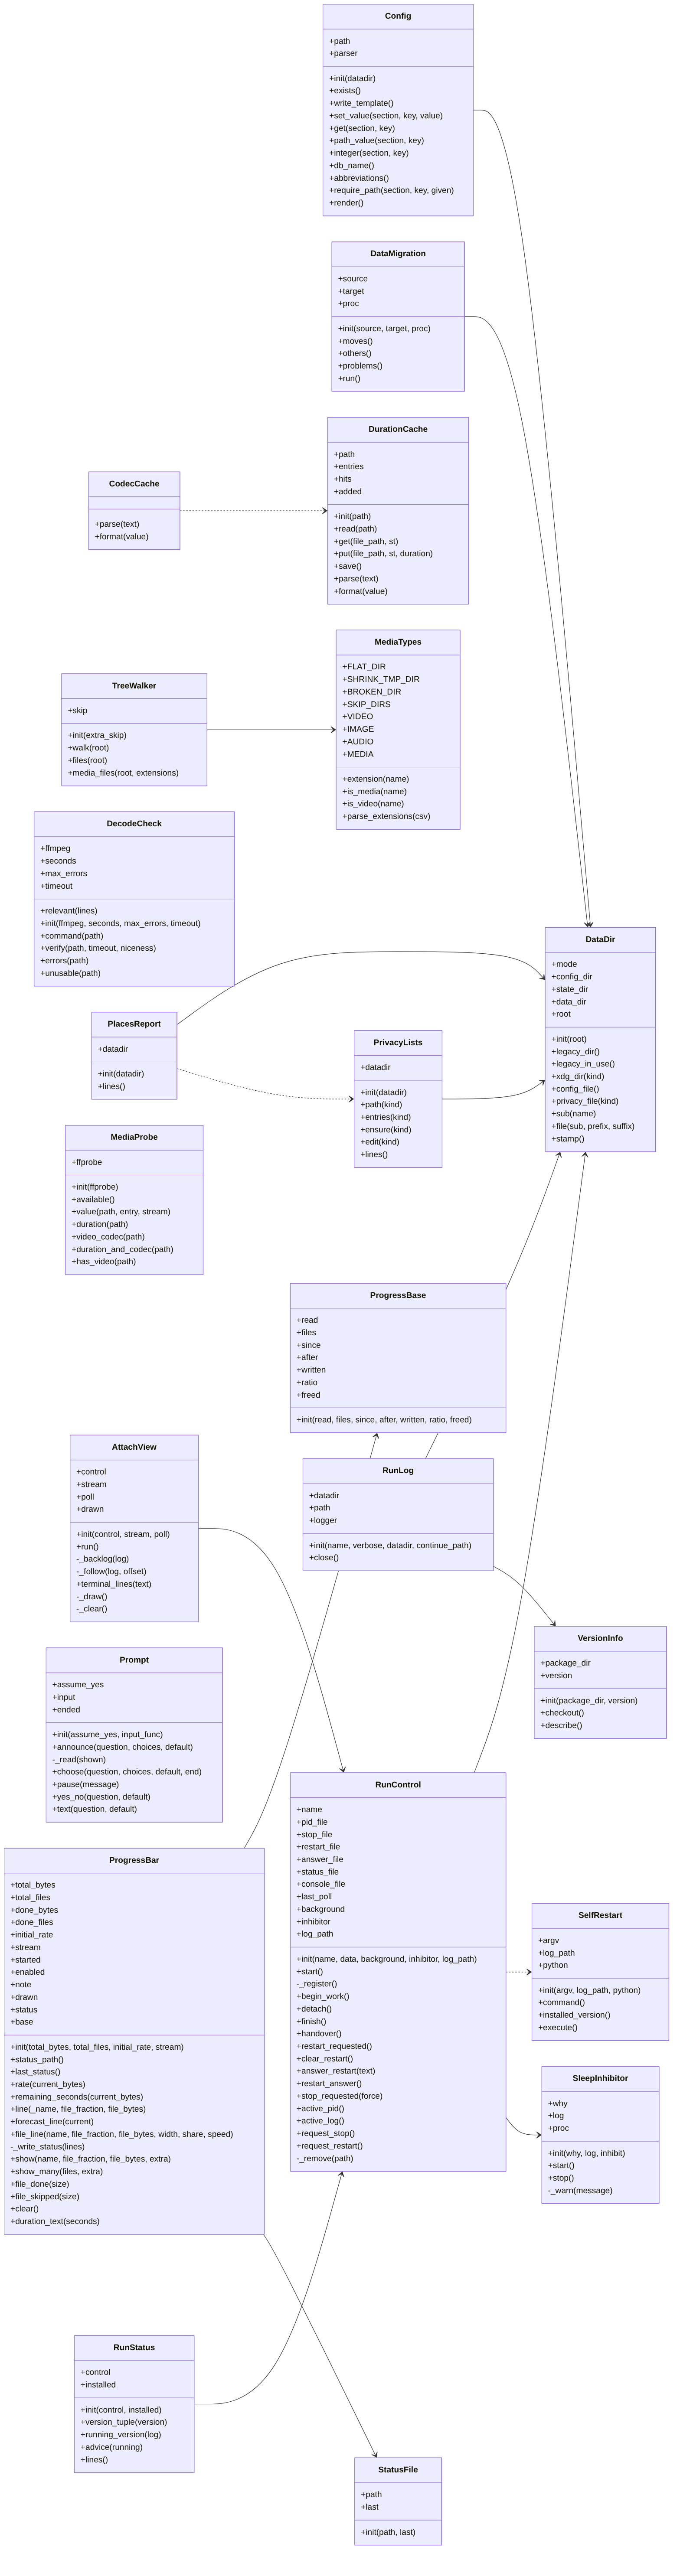 Config
+path
+parser
+init(datadir)
+exists()
+write_template()
+set_value(section, key, value)
+get(section, key)
+path_value(section, key)
+integer(section, key)
+db_name()
+abbreviations()
+require_path(section, key, given)
+render()
DataMigration
+source
+target
+proc
+init(source, target, proc)
+moves()
+others()
+problems()
+run()
DurationCache
+path
+entries
+hits
+added
+init(path)
+read(path)
+get(file_path, st)
+put(file_path, st, duration)
+save()
+parse(text)
+format(value)
CodecCache
+parse(text)
+format(value)
MediaTypes
+FLAT_DIR
+SHRINK_TMP_DIR
+BROKEN_DIR
+SKIP_DIRS
+VIDEO
+IMAGE
+AUDIO
+MEDIA
+extension(name)
+is_media(name)
+is_video(name)
+parse_extensions(csv)
TreeWalker
+skip
+init(extra_skip)
+walk(root)
+files(root)
+media_files(root, extensions)
DecodeCheck
+ffmpeg
+seconds
+max_errors
+timeout
+relevant(lines)
+init(ffmpeg, seconds, max_errors, timeout)
+command(path)
+verify(path, timeout, niceness)
+errors(path)
+unusable(path)
DataDir
+mode
+config_dir
+state_dir
+data_dir
+root
+init(root)
+legacy_dir()
+legacy_in_use()
+xdg_dir(kind)
+config_file()
+privacy_file(kind)
+sub(name)
+file(sub, prefix, suffix)
+stamp()
PlacesReport
+datadir
+init(datadir)
+lines()
PrivacyLists
+datadir
+init(datadir)
+path(kind)
+entries(kind)
+ensure(kind)
+edit(kind)
+lines()
MediaProbe
+ffprobe
+init(ffprobe)
+available()
+value(path, entry, stream)
+duration(path)
+video_codec(path)
+duration_and_codec(path)
+has_video(path)
ProgressBase
+read
+files
+since
+after
+written
+ratio
+freed
+init(read, files, since, after, written, ratio, freed)
AttachView
+control
+stream
+poll
+drawn
+init(control, stream, poll)
+run()
-_backlog(log)
-_follow(log, offset)
+terminal_lines(text)
-_draw()
-_clear()
RunLog
+datadir
+path
+logger
+init(name, verbose, datadir, continue_path)
+close()
VersionInfo
+package_dir
+version
+init(package_dir, version)
+checkout()
+describe()
Prompt
+assume_yes
+input
+ended
+init(assume_yes, input_func)
+announce(question, choices, default)
-_read(shown)
+choose(question, choices, default, end)
+pause(message)
+yes_no(question, default)
+text(question, default)
RunControl
+name
+pid_file
+stop_file
+restart_file
+answer_file
+status_file
+console_file
+last_poll
+background
+inhibitor
+log_path
+init(name, data, background, inhibitor, log_path)
+start()
-_register()
+begin_work()
+detach()
+finish()
+handover()
+restart_requested()
+clear_restart()
+answer_restart(text)
+restart_answer()
+stop_requested(force)
+active_pid()
+active_log()
+request_stop()
+request_restart()
-_remove(path)
ProgressBar
+total_bytes
+total_files
+done_bytes
+done_files
+initial_rate
+stream
+started
+enabled
+note
+drawn
+status
+base
+init(total_bytes, total_files, initial_rate, stream)
+status_path()
+last_status()
+rate(current_bytes)
+remaining_seconds(current_bytes)
+line(_name, file_fraction, file_bytes)
+forecast_line(current)
+file_line(name, file_fraction, file_bytes, width, share, speed)
-_write_status(lines)
+show(name, file_fraction, file_bytes, extra)
+show_many(files, extra)
+file_done(size)
+file_skipped(size)
+clear()
+duration_text(seconds)
SelfRestart
+argv
+log_path
+python
+init(argv, log_path, python)
+command()
+installed_version()
+execute()
SleepInhibitor
+why
+log
+proc
+init(why, log, inhibit)
+start()
+stop()
-_warn(message)
RunStatus
+control
+installed
+init(control, installed)
+version_tuple(version)
+running_version(log)
+advice(running)
+lines()
StatusFile
+path
+last
+init(path, last)